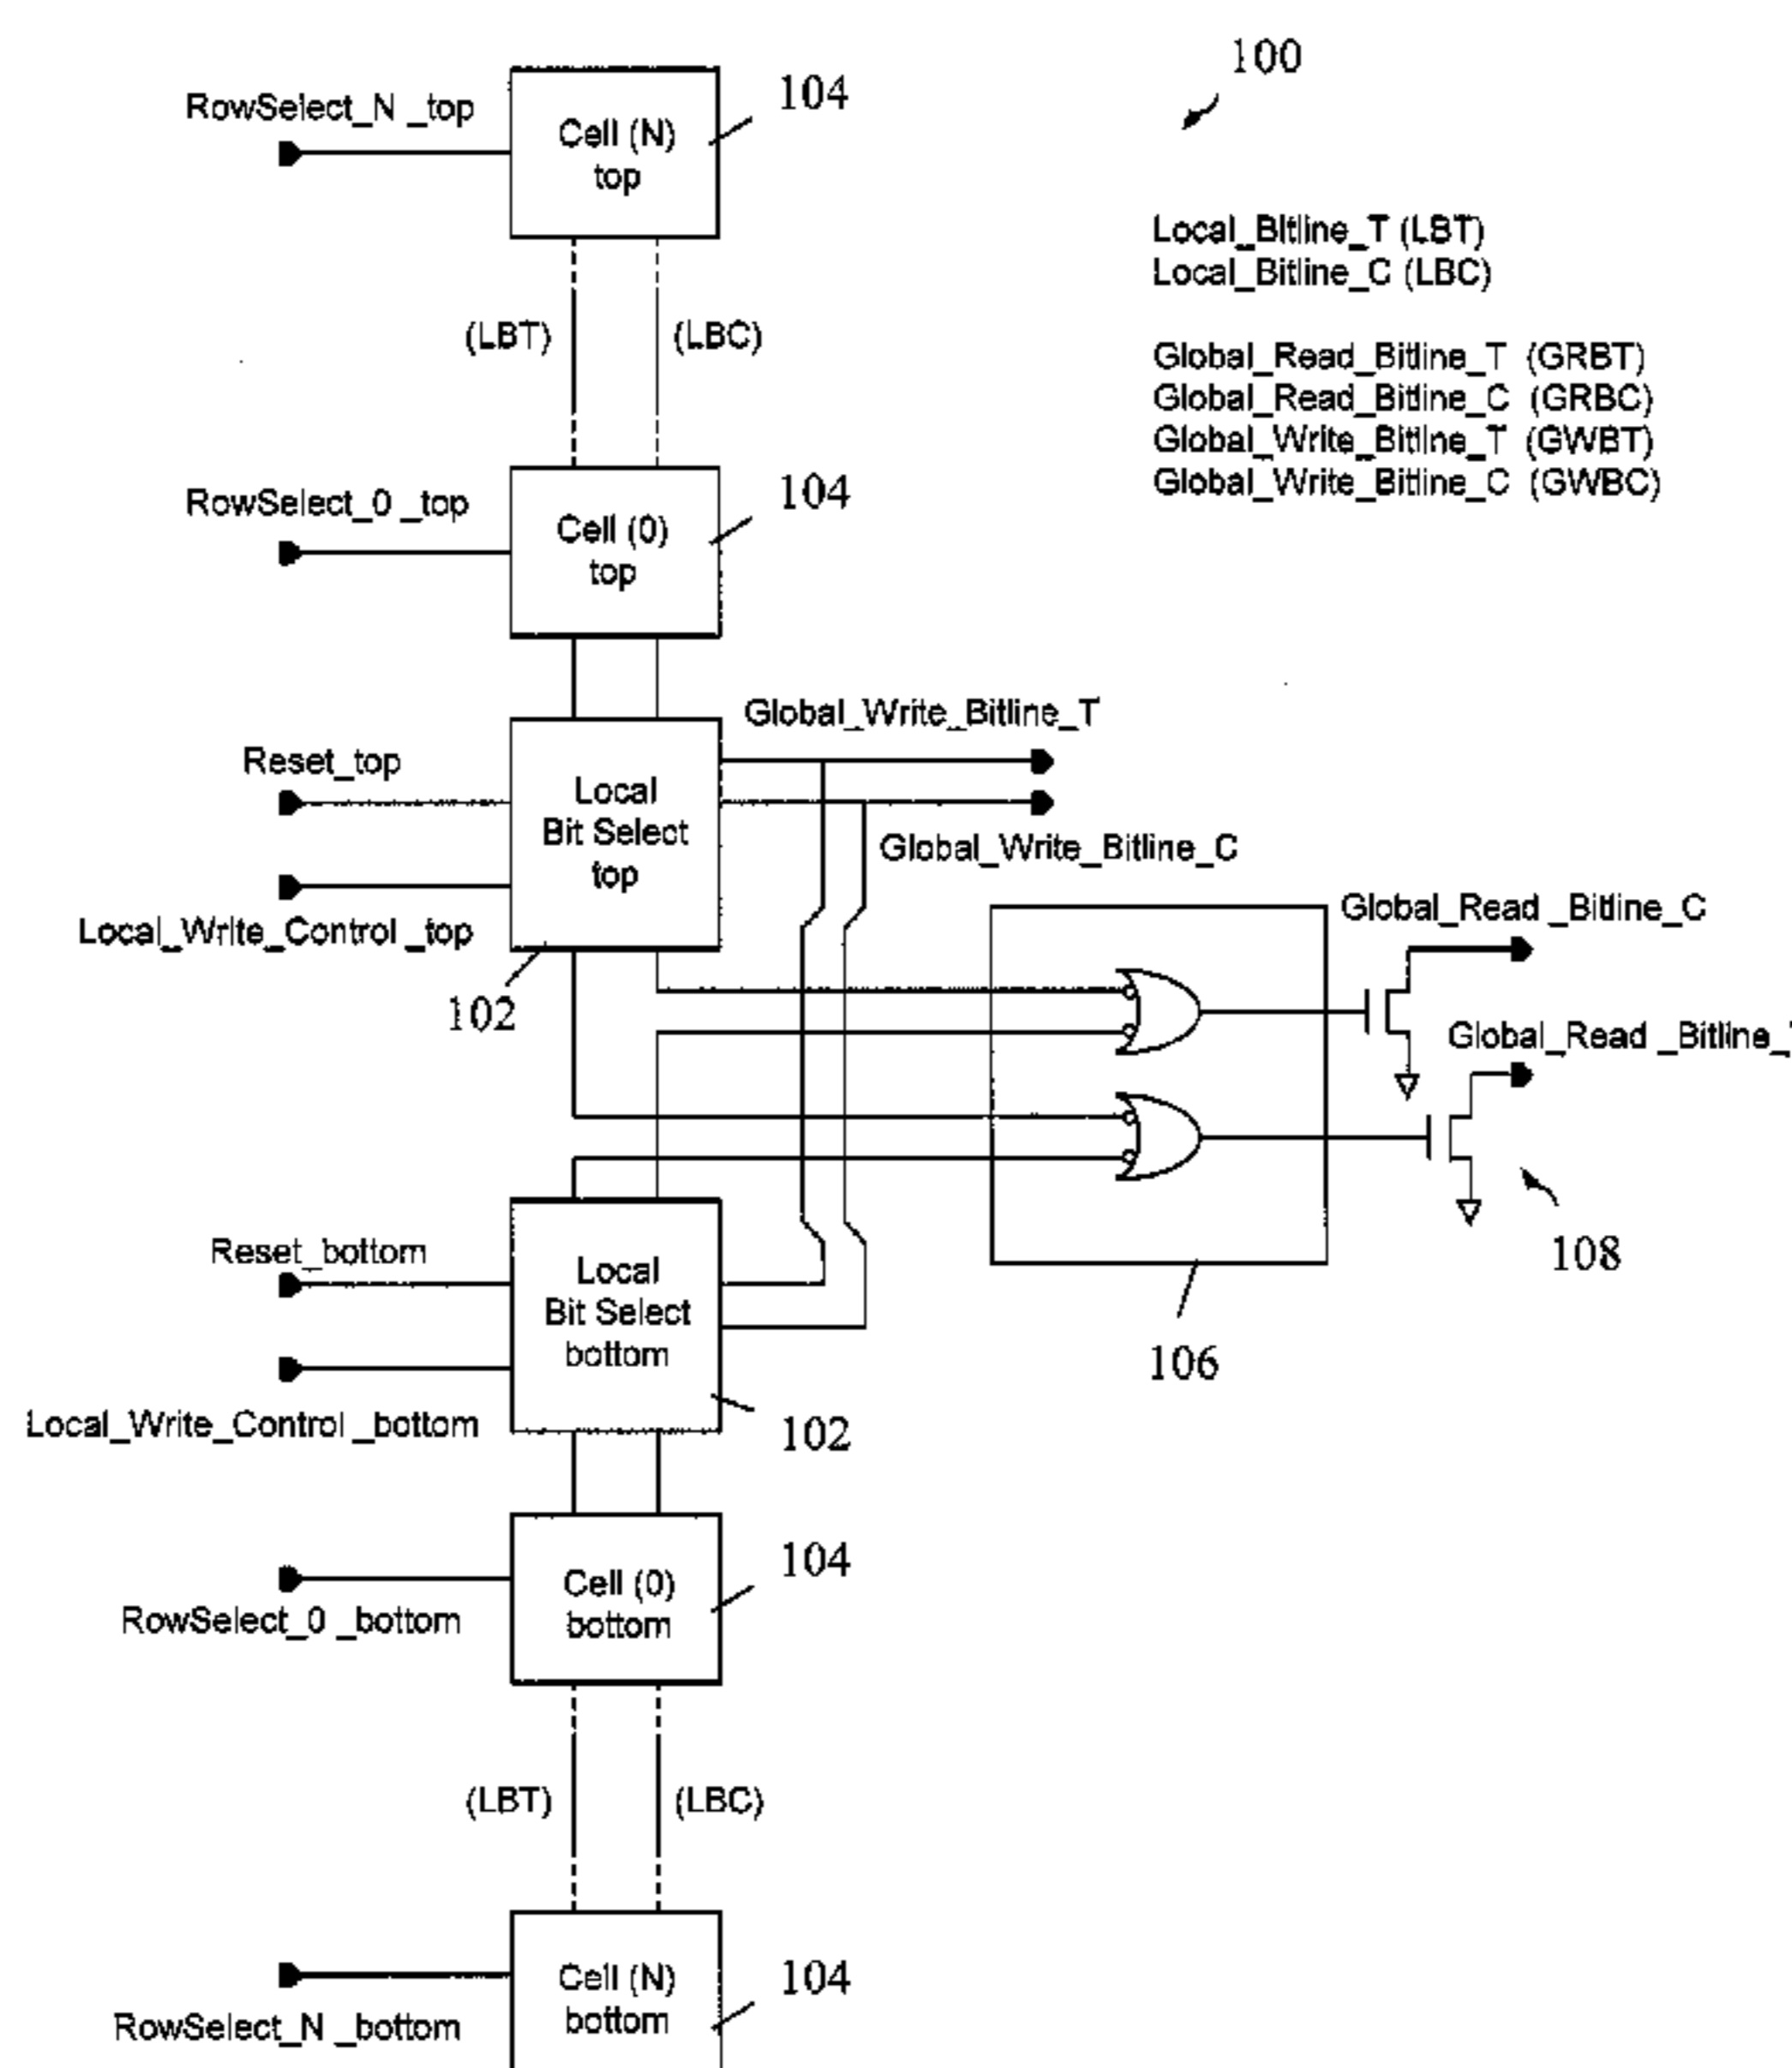 100
RowSelect_N _top
104
Cell (N)
top
Local_Bitline_T (LBT)
Local_Bitline_C (LBC)
(LBT)
(LBC)
Global_Read_Bitline_T (GRBT)
Global_Read_Bitline_C (GRBC)
Global_Write_Bitline_T (GWBT)
Global_Write_Bitline_C (GWBC)
RowSelect_0 _top
104
Cell (0)
top
Global_Write_Bitline_T
Reset_top
Local
Bit Select
top
Global_Write_Bitline_C
Local_Write_Control _top
102
Global_Read _Bitline_C
Global_Read _Bitline_
Reset_bottom
Local
Bit Select
bottom
108
106
Local_Write_Control _bottom
102
104
Cell (0)
bottom
RowSelect_0 _bottom
(LBT)
(LBC)
104
Cell (N)
bottom
RowSelect_N _bottom